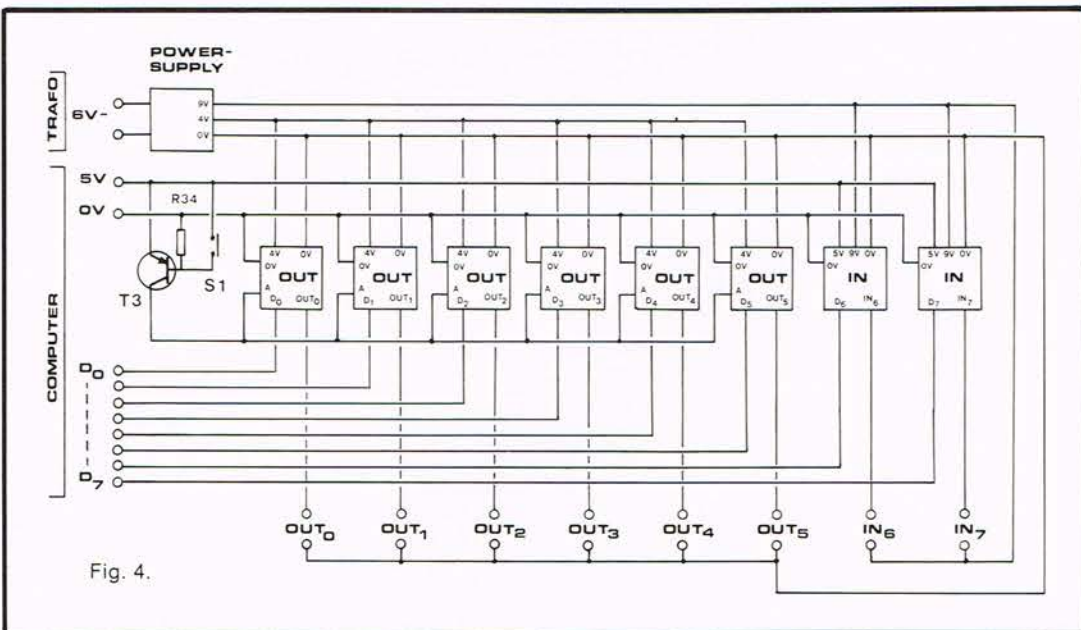 POWER-
SUPPLY
TRAFO
6V~
9V
4V
0V
COMPUTER
5V
0V
R34
T3
S1
4V 0V
0V OUT
A
D0 OUT0
4V 0V
0V OUT
A
D1 OUT1
4V 0V
0V OUT
A
D2 OUT2
4V 0V
0V OUT
A
D3 OUT3
4V 0V
0V OUT
A
D4 OUT4
4V 0V
0V OUT
A
D5 OUT5
5V 9V 0V
0V IN
D6 IN6
5V 9V 0V
0V IN
D7 IN7
D0
D7
OUT0 OUT1 OUT2 OUT3 OUT4 OUT5 IN6 IN7
Fig. 4.